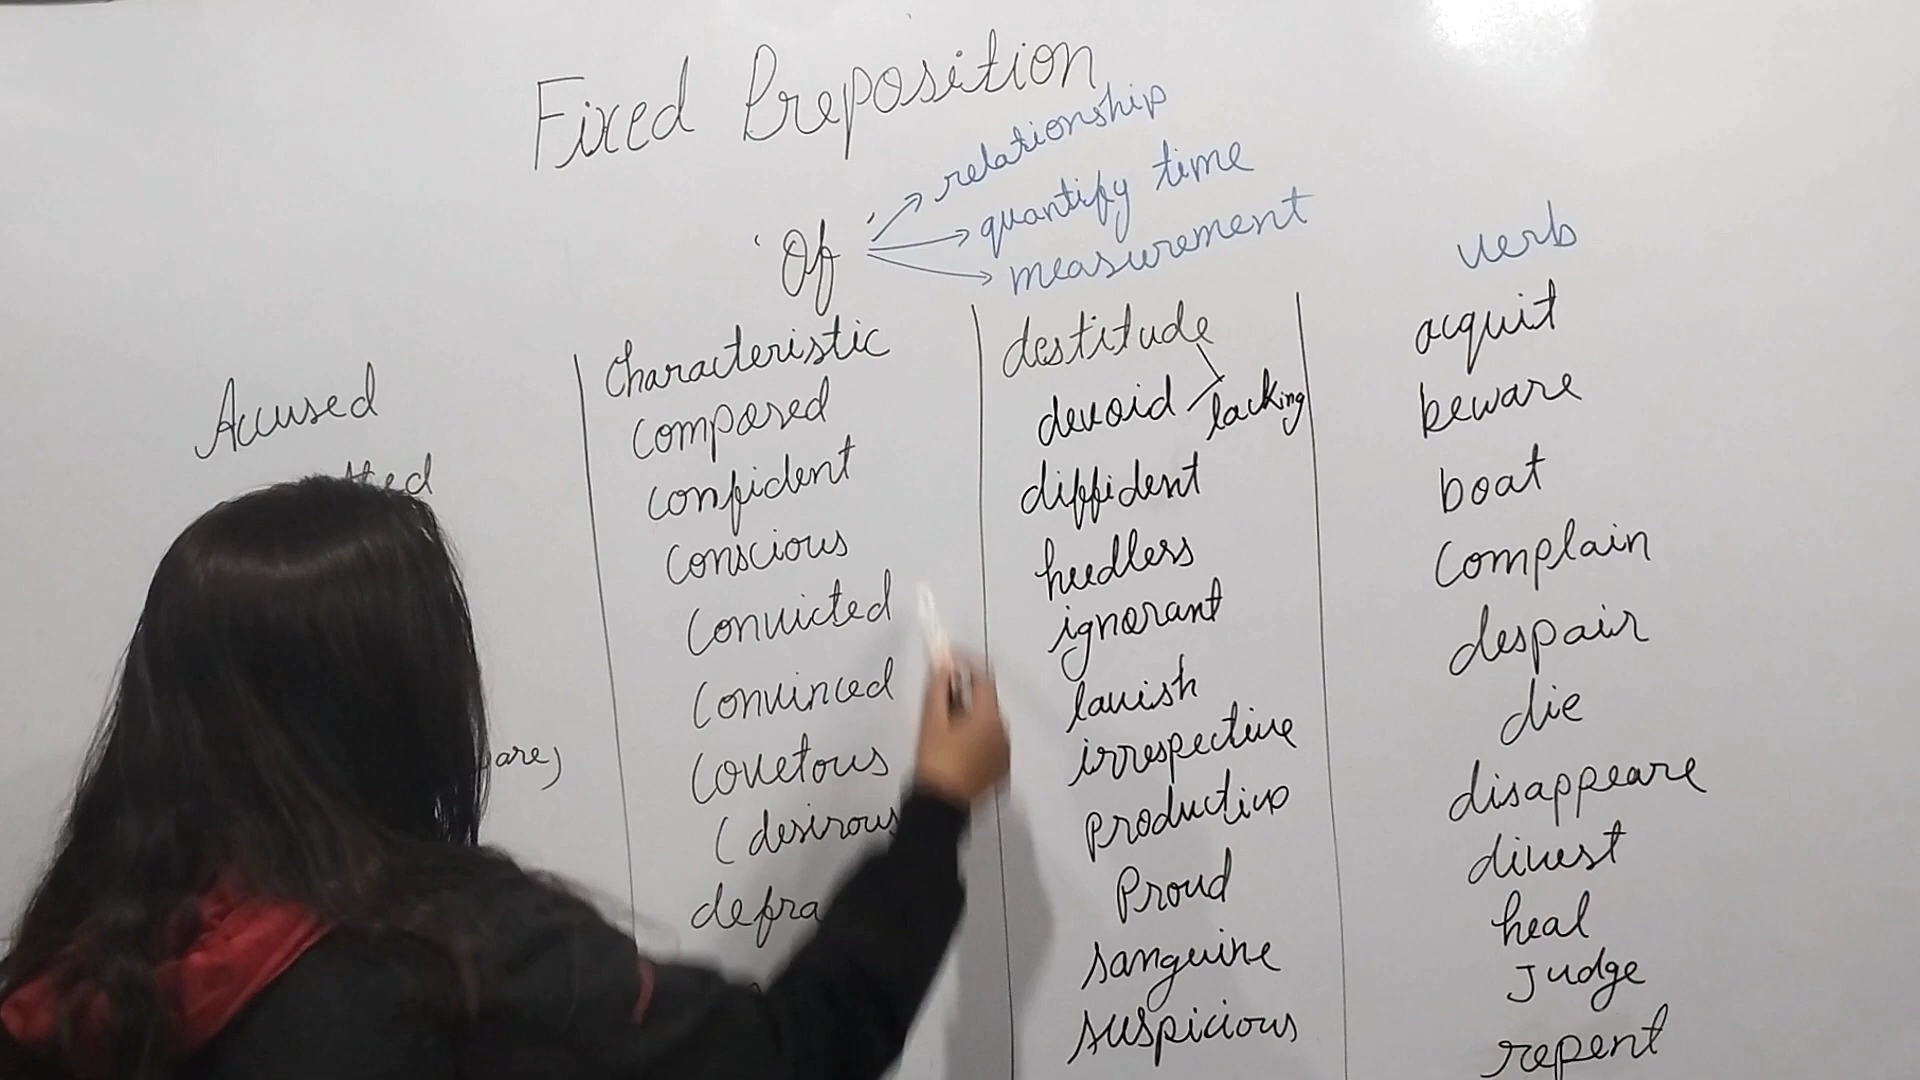 Fixed Preposition
'Of'
relationship
quantify time
measurement
Accused
Characteristic
composed
confident
conscious
convicted
convinced
covetous
(desirous
destitude
devoid
lacking
diffident
heedless
ignorant
lavish
irrespective
productive
Proud
sanguine
suspicious
verb
acquit
beware
boat
complain
despair
die
disappeare
divest
heal
Judge
repent